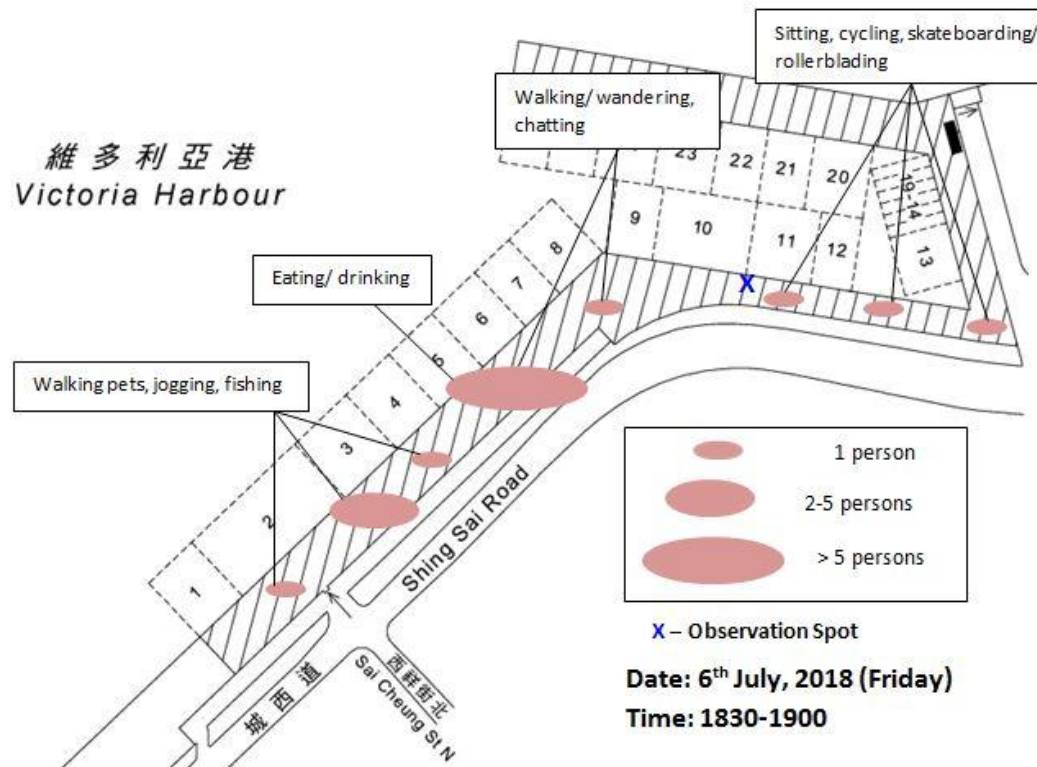 Sitting, cycling, skateboarding/
rollerblading
Walking/ wandering,
chatting
維多利亞港
Victoria Harbour
23
22
21
20
19-14
9
10
11
12
13
8
7
6
5
4
3
2
1
X
Eating/ drinking
Walking pets, jogging, fishing
Shing Sai Road
城西道
西祥街北
Sai Cheung St N
1 person
2-5 persons
> 5 persons
X – Observation Spot
Date: 6th July, 2018 (Friday)
Time: 1830-1900